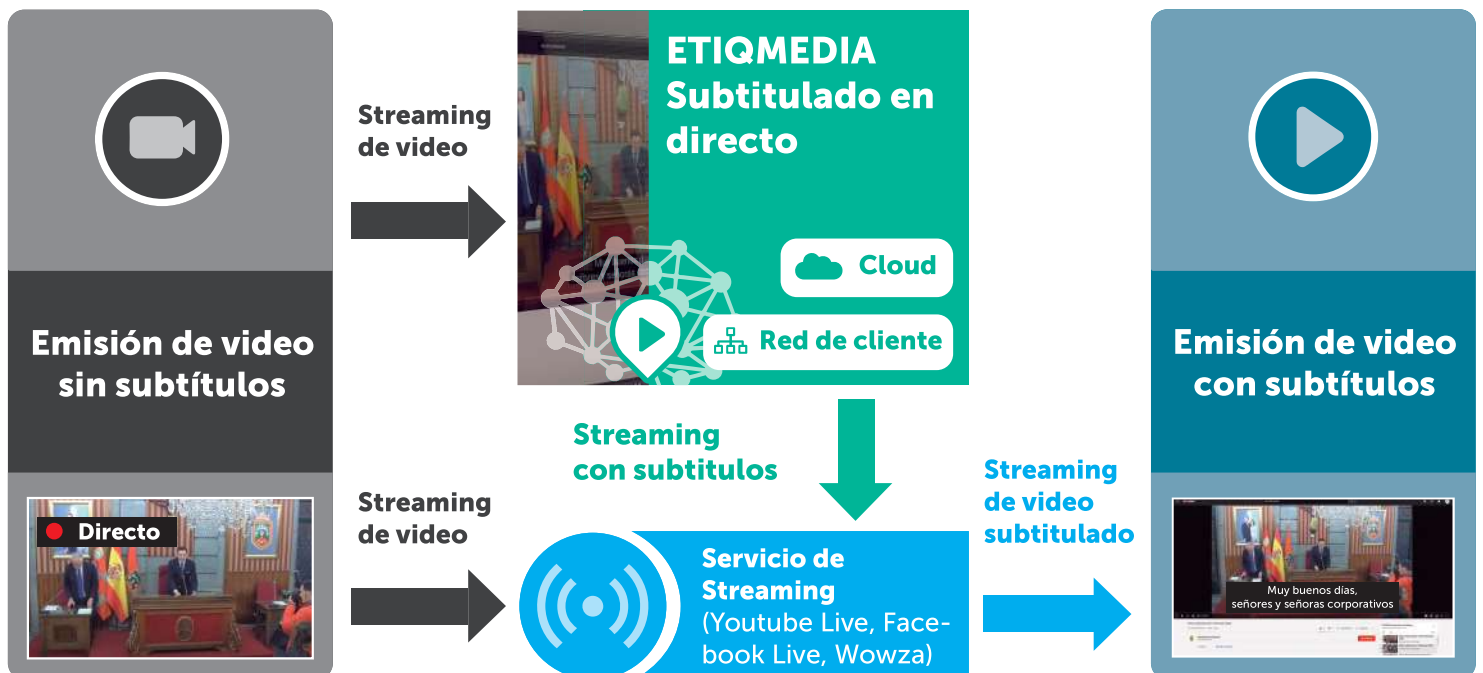 Emisión de video
sin subtítulos
Directo
Streaming
de video
Streaming
de video
ETIQMEDIA
Subtitulado en
directo
Cloud
Red de cliente
Streaming
con subtitulos
Servicio de
Streaming
(Youtube Live, Face-
book Live, Wowza)
Streaming
de video
subtitulado
Emisión de video
con subtítulos
Muy buenos días,
señores y señoras corporativos